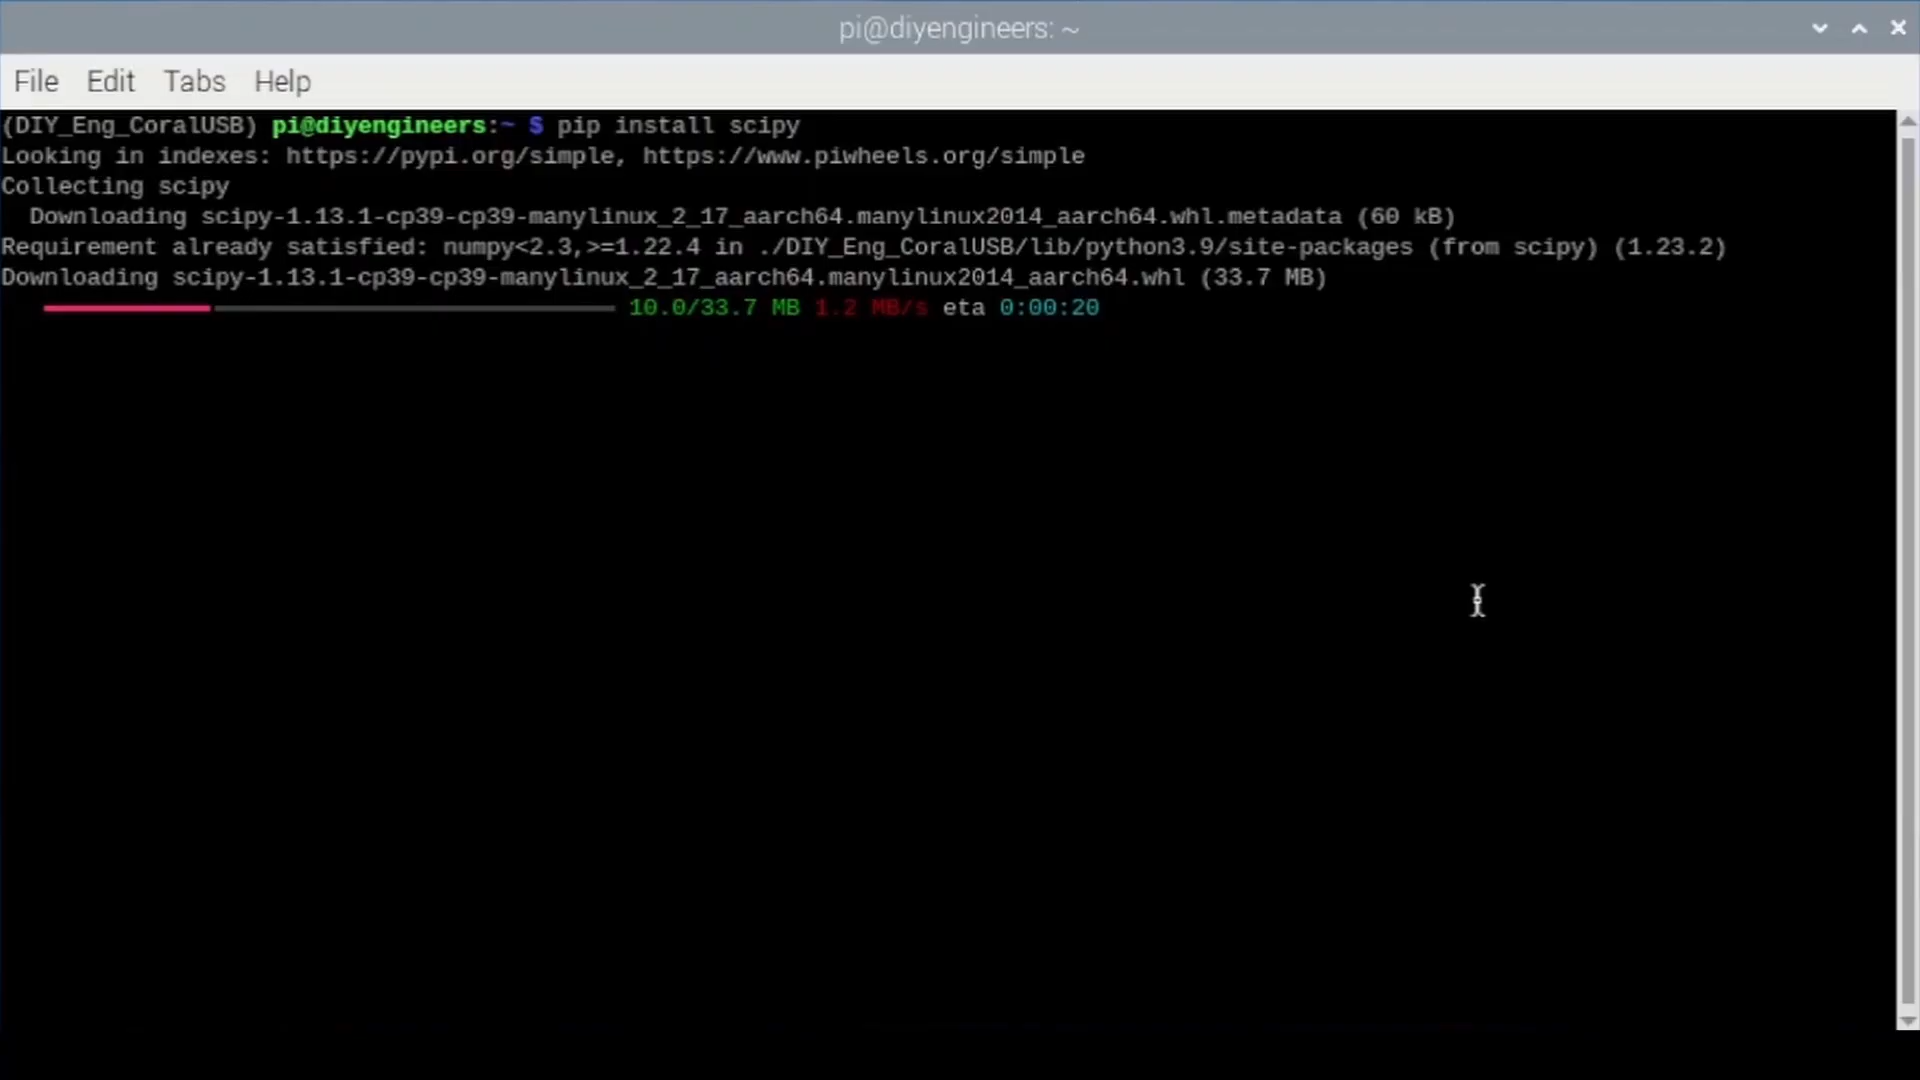 pi@diyengineers: ~
File Edit Tabs Help
(DIY_Eng_CoralUSB) pi@diyengineers:~ $ pip install scipy
Looking in indexes: https://pypi.org/simple, https://www.piwheels.org/simple
Collecting scipy
  Downloading scipy-1.13.1-cp39-cp39-manylinux_2_17_aarch64.manylinux2014_aarch64.whl.metadata (60 kB)
Requirement already satisfied: numpy<2.3,>=1.22.4 in ./DIY_Eng_CoralUSB/lib/python3.9/site-packages (from scipy) (1.23.2)
Downloading scipy-1.13.1-cp39-cp39-manylinux_2_17_aarch64.manylinux2014_aarch64.whl (33.7 MB)
10.0/33.7 MB 1.2 MB/s eta 0:00:20